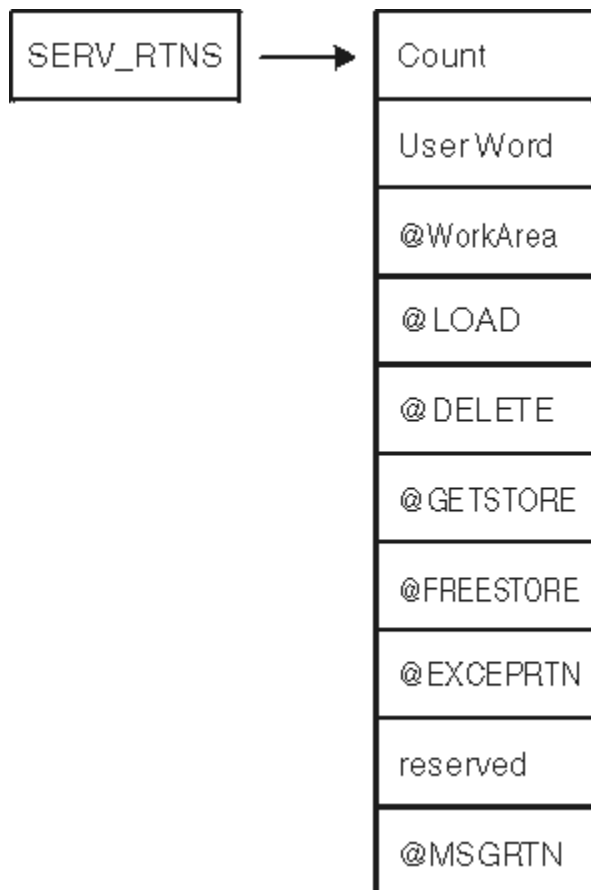 SERV_RTNS
Count
User Word
@WorkArea
@LOAD
@DELETE
@GETSTORE
@FREESTORE
@EXCEPRTN
reserved
@MSGRTN